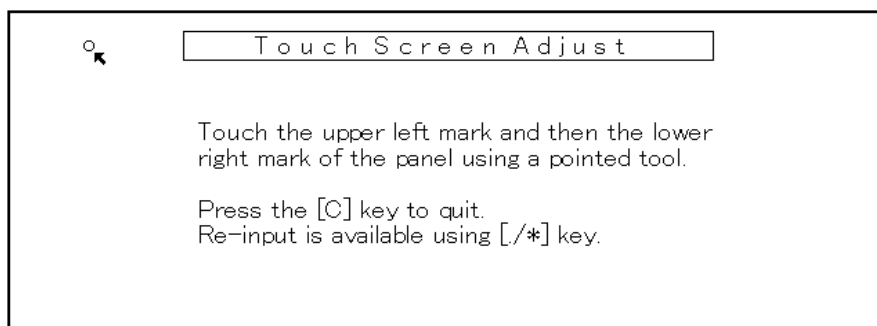 Touch Screen Adjust
Touch the upper left mark and then the lower
right mark of the panel using a pointed tool.
Press the [C] key to quit.
Re-input is available using [./*] key.